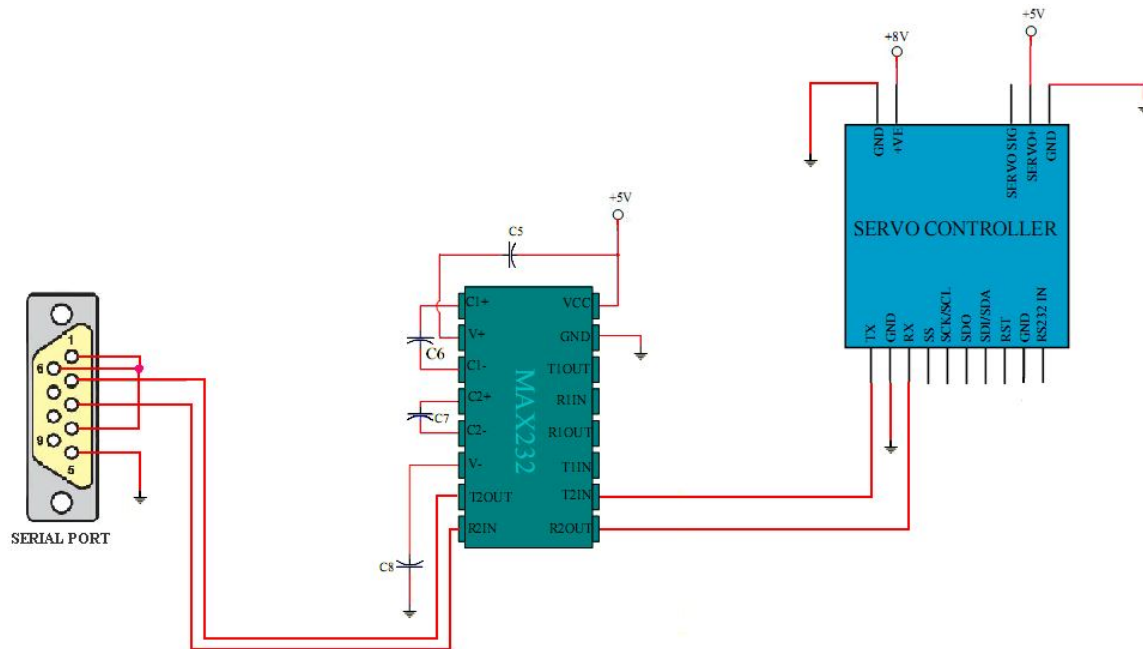 +5V
+8V
GND
+VE
SERVO SIG
SERVO+
GND
SERVO CONTROLLER
TX
GND
RX
SS
SCK/SCL
SDO
SDI/SDA
RST
GND
RS232 IN
+5V
C5
C6
C7
C8
C1+
V+
C1-
C2+
C2-
V-
T2OUT
R2IN
MAX232
VCC
GND
T1OUT
R1IN
R1OUT
T1IN
T2IN
R2OUT
1
6
9
5
SERIAL PORT